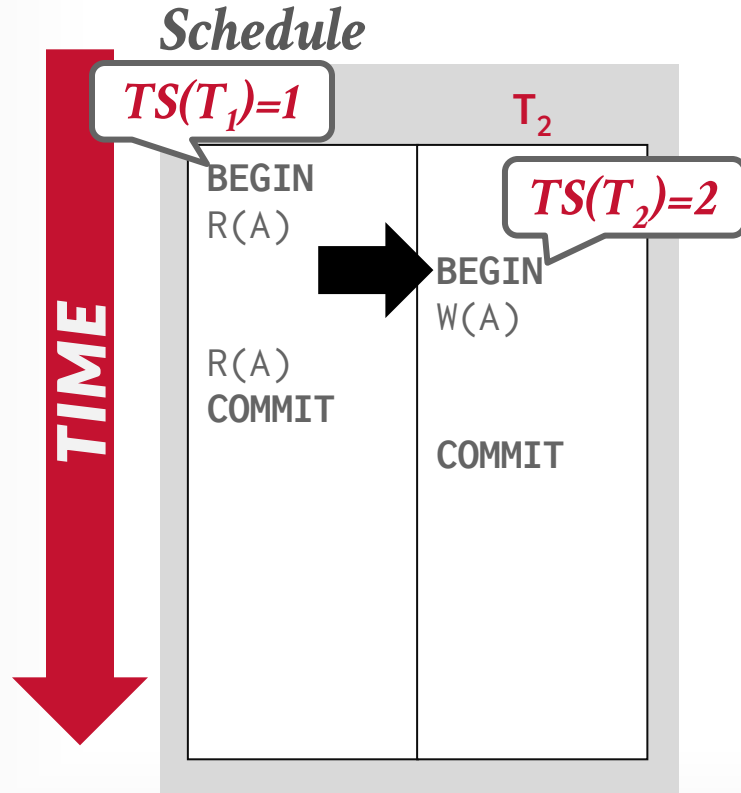 Schedule
TS(T₁)=1
T₂
BEGIN
TS(T₂)=2
R(A)
BEGIN
W(A)
R(A)
COMMIT
COMMIT
TIME